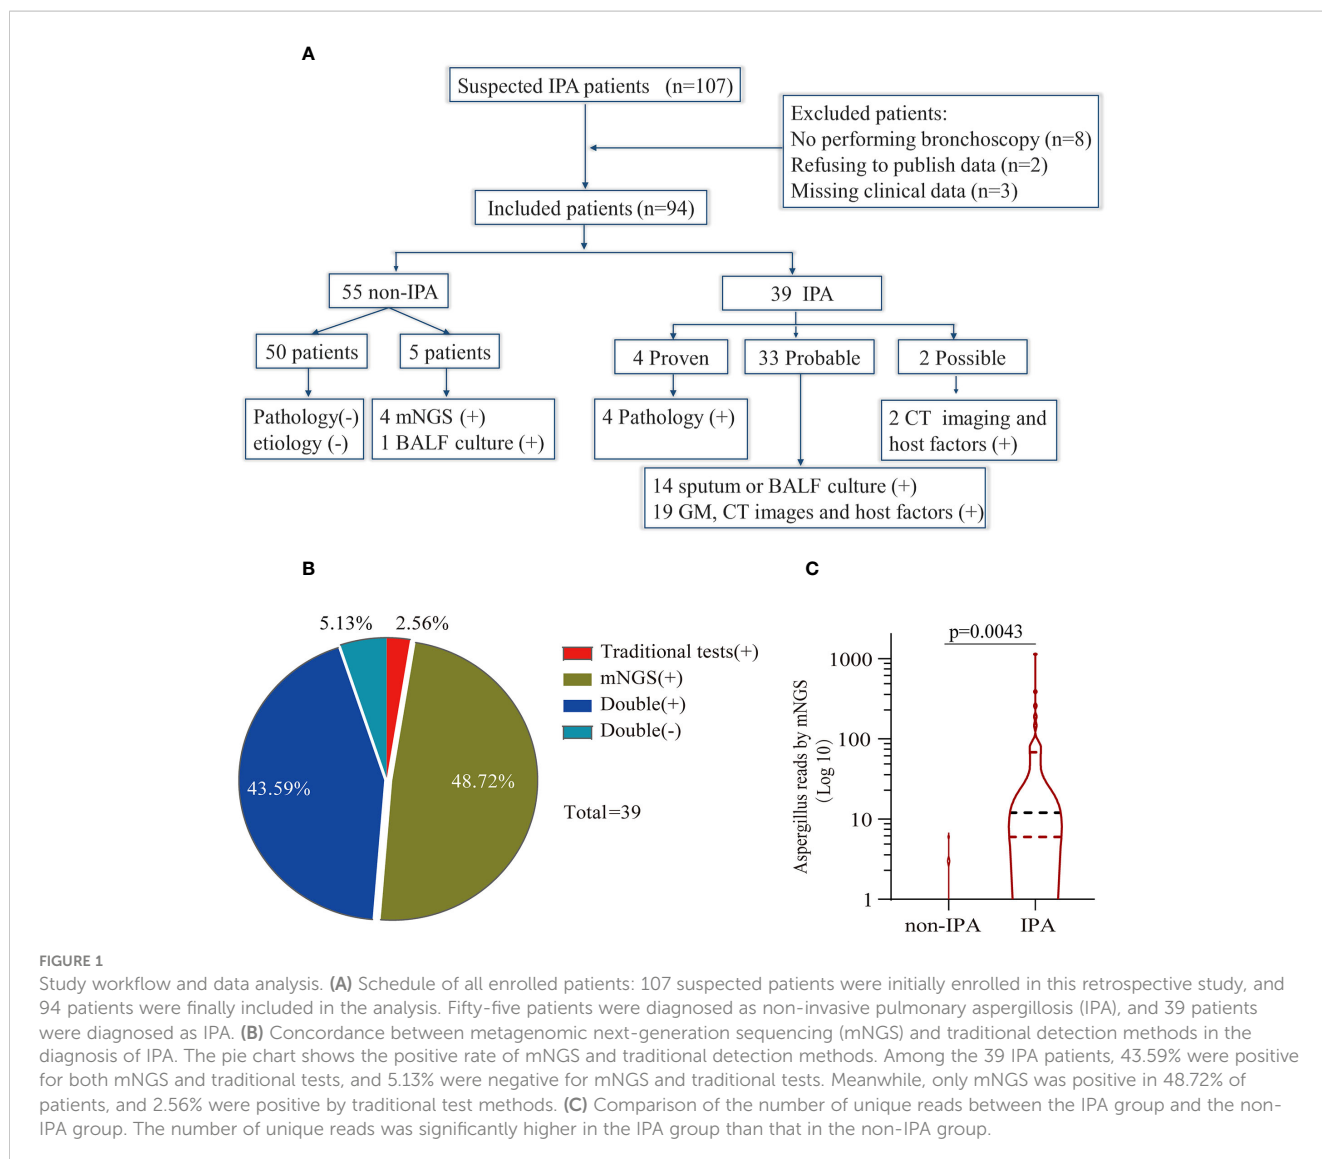 A
Suspected IPA patients (n=107)
Excluded patients:
No performing bronchoscopy (n=8)
Refusing to publish data (n=2)
Missing clinical data (n=3)
Included patients (n=94)
55 non-IPA
39 IPA
50 patients
5 patients
4 Proven
33 Probable
2 Possible
Pathology(-)
etiology (-)
4 mNGS (+)
1 BALF culture (+)
4 Pathology (+)
2 CT imaging and
host factors (+)
14 sputum or BALF culture (+)
19 GM, CT images and host factors (+)
B
5.13%
2.56%
43.59%
48.72%
Traditional tests(+)
mNGS(+)
Double(+)
Double(-)
Total=39
C
p=0.0043
Aspergillus reads by mNGS
(Log 10)
1000
100
10
1
non-IPA
IPA
FIGURE 1
Study workflow and data analysis. (A) Schedule of all enrolled patients: 107 suspected patients were initially enrolled in this retrospective study, and
94 patients were finally included in the analysis. Fifty-five patients were diagnosed as non-invasive pulmonary aspergillosis (IPA), and 39 patients
were diagnosed as IPA. (B) Concordance between metagenomic next-generation sequencing (mNGS) and traditional detection methods in the
diagnosis of IPA. The pie chart shows the positive rate of mNGS and traditional detection methods. Among the 39 IPA patients, 43.59% were positive
for both mNGS and traditional tests, and 5.13% were negative for mNGS and traditional tests. Meanwhile, only mNGS was positive in 48.72% of
patients, and 2.56% were positive by traditional test methods. (C) Comparison of the number of unique reads between the IPA group and the non-
IPA group. The number of unique reads was significantly higher in the IPA group than that in the non-IPA group.